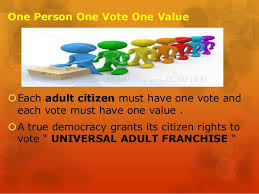 One Person One Vote One Value
Each adult citizen must have one vote and
each vote must have one value .
A true democracy grants its citizen rights to
vote “ UNIVERSAL ADULT FRANCHISE “